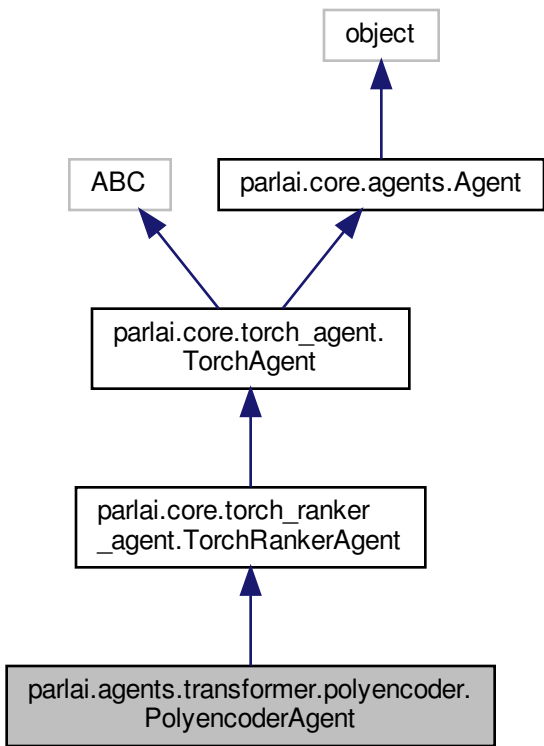 object
ABC
parlai.core.agents.Agent
parlai.core.torch_agent.
TorchAgent
parlai.core.torch_ranker
_agent.TorchRankerAgent
parlai.agents.transformer.polyencoder.
PolyencoderAgent